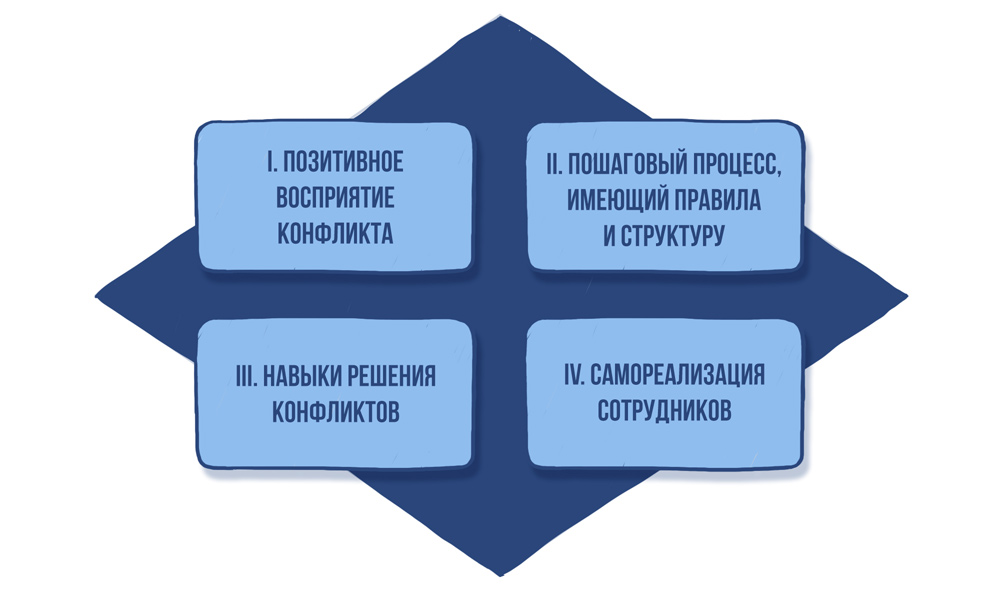 I. ПОЗИТИВНОЕ
ВОСПРИЯТИЕ
КОНФЛИКТА
II. ПОШАГОВЫЙ ПРОЦЕСС,
ИМЕЮЩИЙ ПРАВИЛА
И СТРУКТУРУ
III. НАВЫКИ РЕШЕНИЯ
КОНФЛИКТОВ
IV. САМОРЕАЛИЗАЦИЯ
СОТРУДНИКОВ